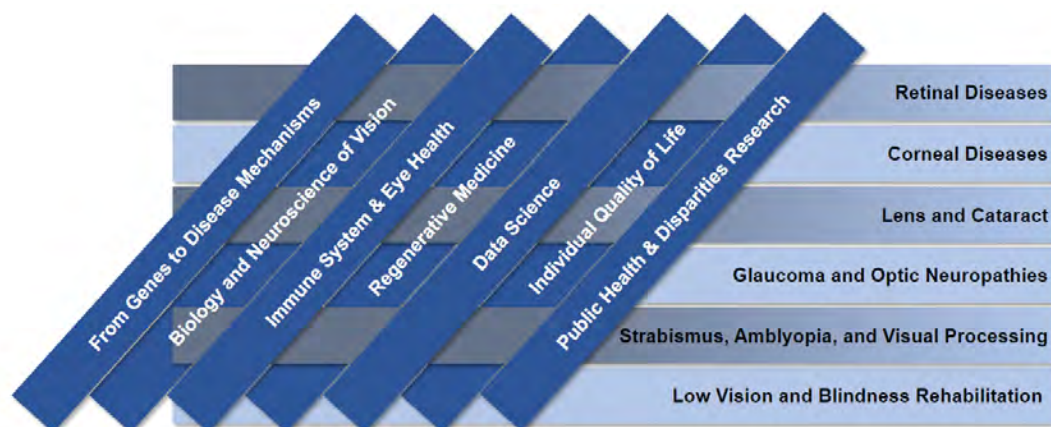 From Genes to Disease Mechanisms
Biology and Neuroscience of Vision
Immune System & Eye Health
Regenerative Medicine
Data Science
Individual Quality of Life
Public Health & Disparities Research
Retinal Diseases
Corneal Diseases
Lens and Cataract
Glaucoma and Optic Neuropathies
Strabismus, Amblyopia, and Visual Processing
Low Vision and Blindness Rehabilitation